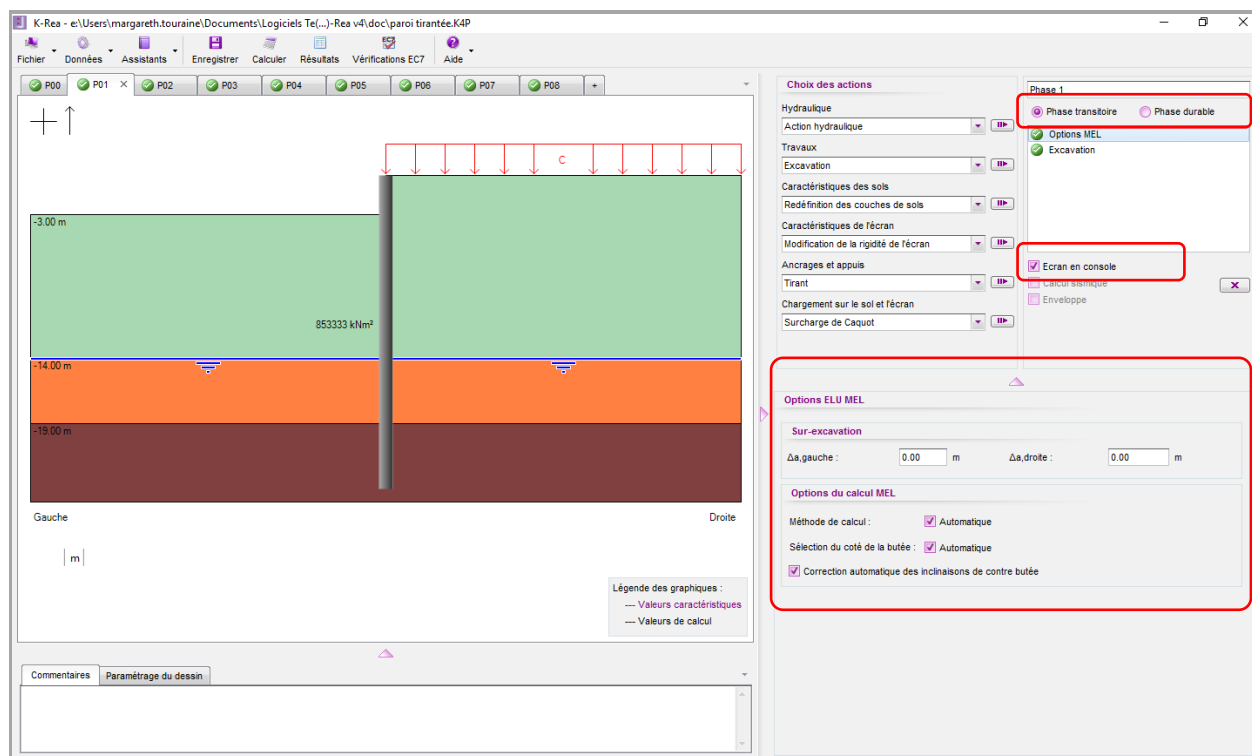 K-Rea - e:\Users\margareth.touraine\Documents\Logiciels Te(...)-Rea v4\doc\paroi tirantée.K4P
Fichier Données Assistants Enregistrer Calculer Résultats Vérifications EC7 Aide
P00 P01 P02 P03 P04 P05 P06 P07 P08 +
C
-3.00 m
853333 kNm²
-14.00 m
-19.00 m
Gauche Droite
m
Légende des graphiques :
--- Valeurs caractéristiques
--- Valeurs de calcul
Commentaires Paramétrage du dessin
Choix des actions
Hydraulique
Action hydraulique
Travaux
Excavation
Caractéristiques des sols
Redéfinition des couches de sols
Caractéristiques de l'écran
Modification de la rigidité de l'écran
Ancrages et appuis
Tirant
Chargement sur le sol et l'écran
Surcharge de Caquot
Phase 1
Phase transitoire Phase durable
Options MEL
Excavation
Ecran en console
Calcul sismique
Enveloppe
Options ELU MEL
Sur-excavation
Δa,gauche : 0.00 m Δa,droite : 0.00 m
Options du calcul MEL
Méthode de calcul : Automatique
Sélection du coté de la butée : Automatique
Correction automatique des inclinaisons de contre butée